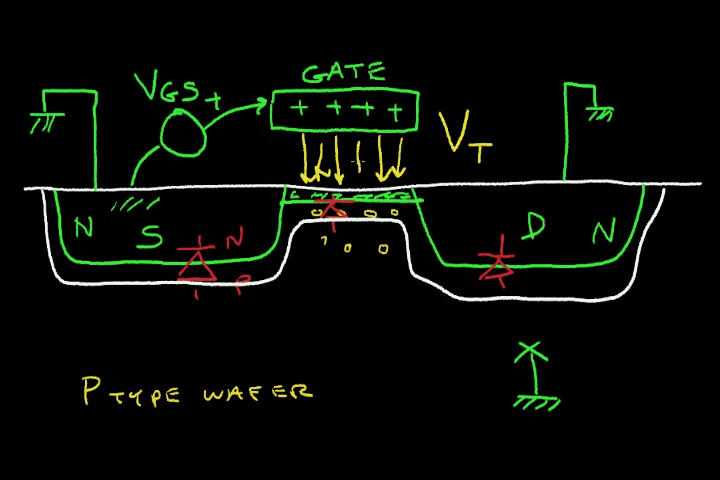 GATE
VGS +
+ + + +
VT
N S N D N
P
P TYPE WAFER